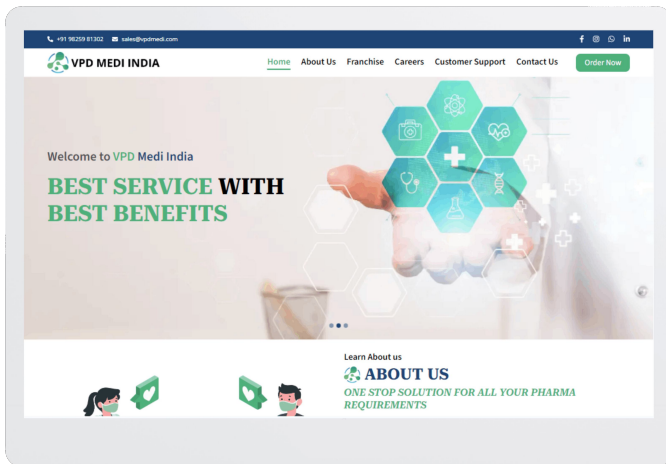 +91 98259 81302 sales@vpdmedi.com
VPD MEDI INDIA
Home About Us Franchise Careers Customer Support Contact Us Order Now
Welcome to VPD Medi India
BEST SERVICE WITH
BEST BENEFITS
Learn About us
ABOUT US
ONE STOP SOLUTION FOR ALL YOUR PHARMA
REQUIREMENTS